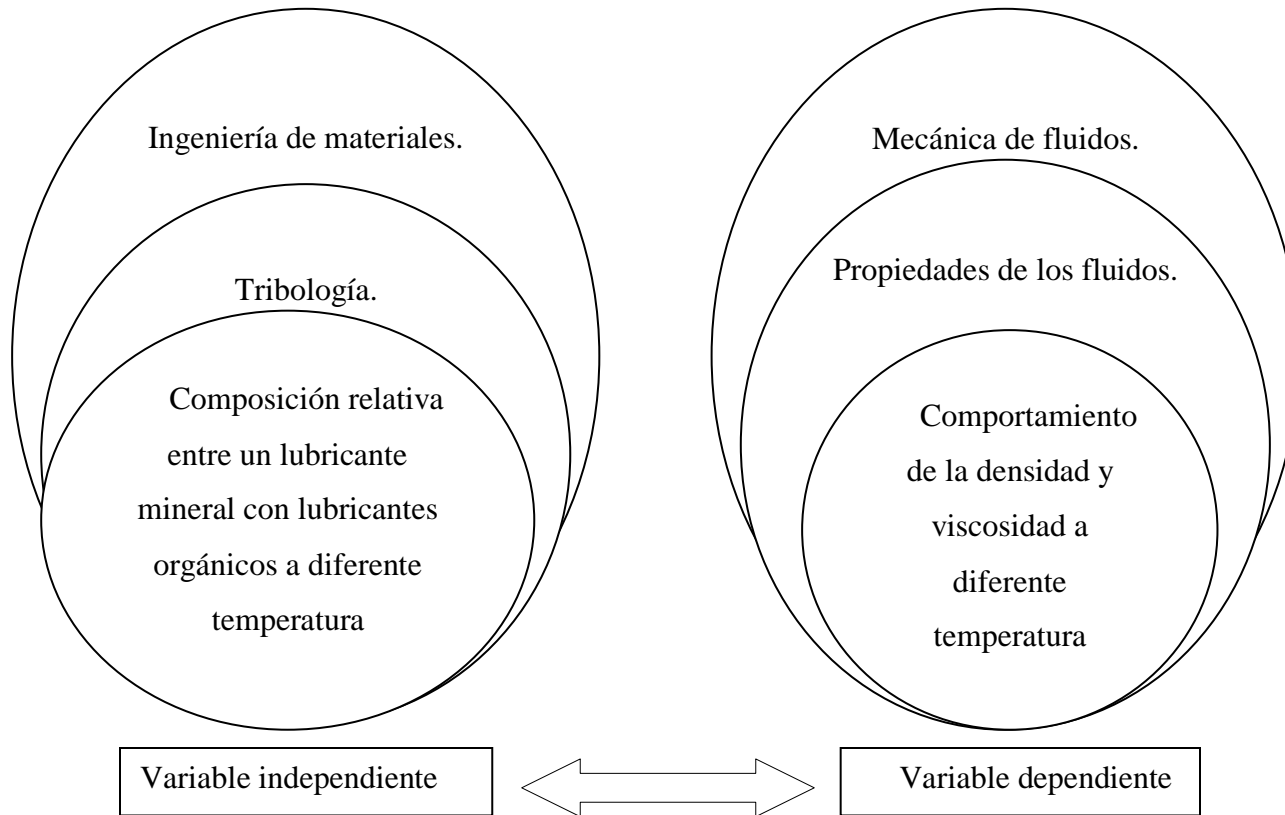 Ingeniería de materiales.
Tribología.
Composición relativa
entre un lubricante
mineral con lubricantes
orgánicos a diferente
temperatura
Variable independiente
Mecánica de fluidos.
Propiedades de los fluidos.
Comportamiento
de la densidad y
viscosidad a
diferente
temperatura
Variable dependiente